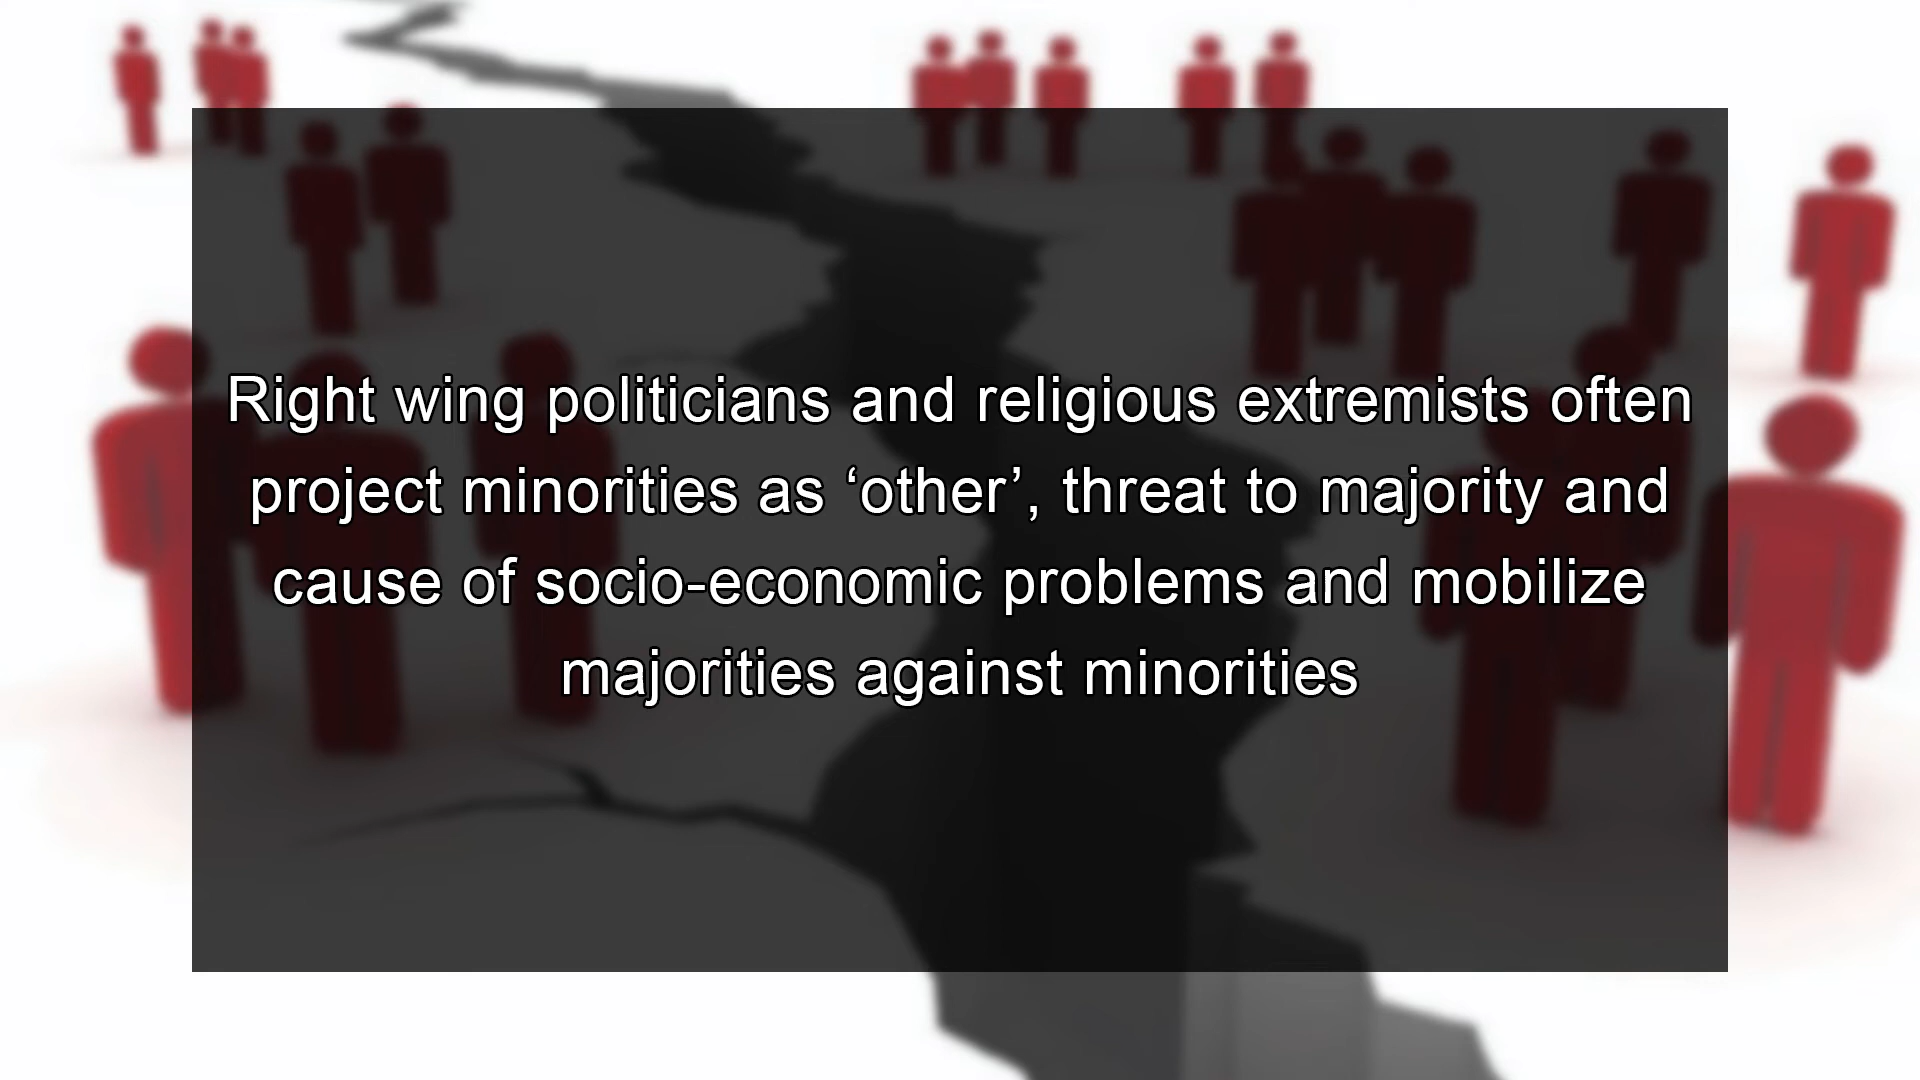 Right wing politicians and religious extremists often
project minorities as ‘other’, threat to majority and
cause of socio-economic problems and mobilize
majorities against minorities